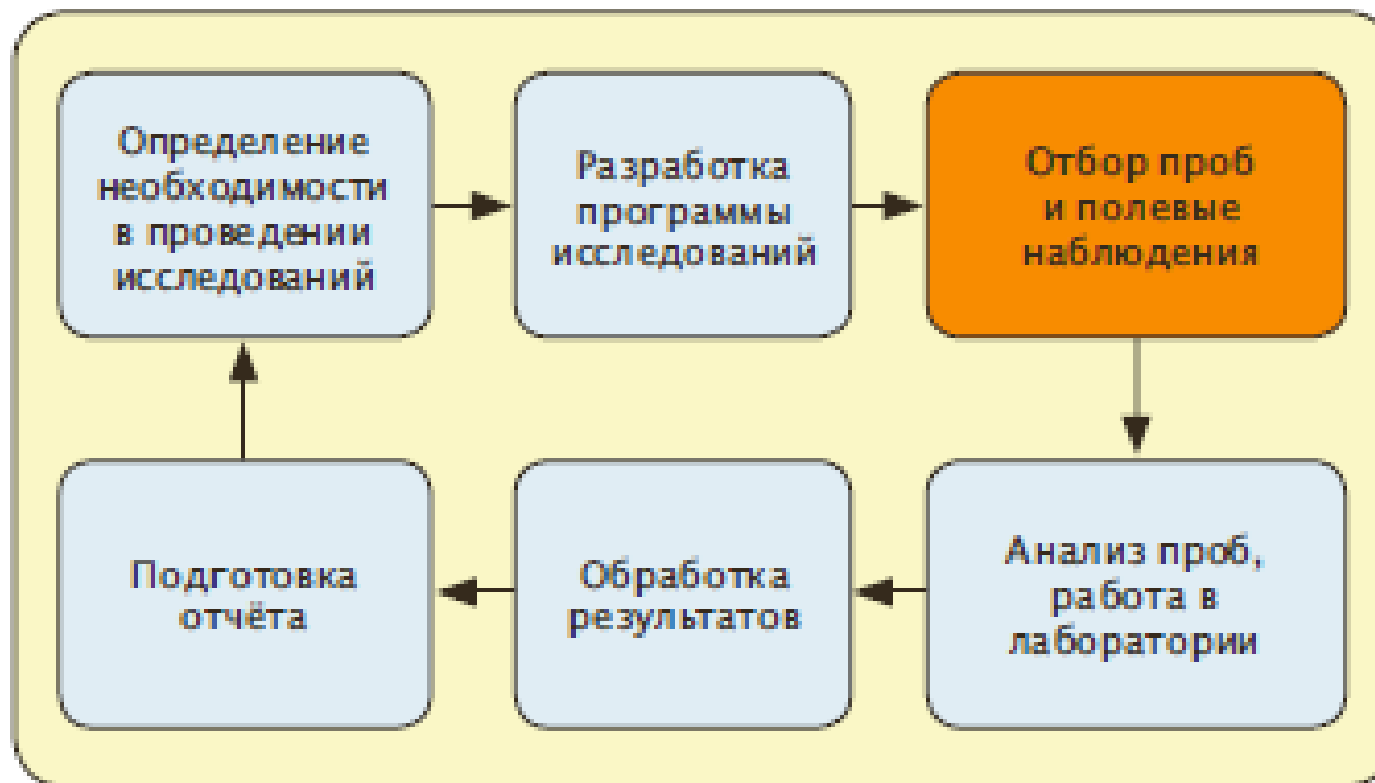 Определение
необходимости
в проведении
исследований
Разработка
программы
исследований
Отбор проб
и полевые
наблюдения
Анализ проб,
работа в
лаборатории
Обработка
результатов
Подготовка
отчёта